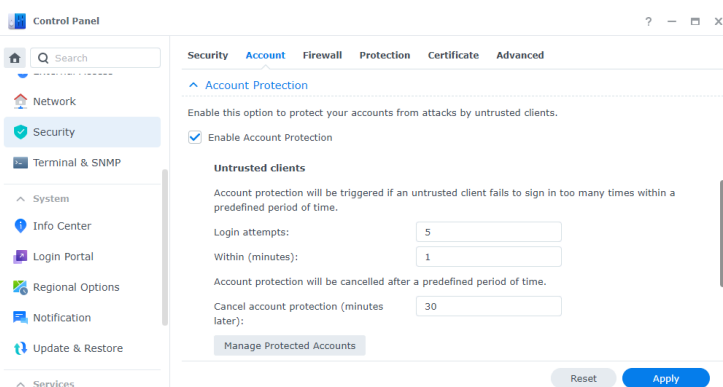 Control Panel
Search
External Access
Network
Security
Terminal & SNMP
System
Info Center
Login Portal
Regional Options
Notification
Update & Restore
Services
Security Account Firewall Protection Certificate Advanced
Account Protection
Enable this option to protect your accounts from attacks by untrusted clients.
Enable Account Protection
Untrusted clients
Account protection will be triggered if an untrusted client fails to sign in too many times within a
predefined period of time.
Login attempts: 5
Within (minutes): 1
Account protection will be cancelled after a predefined period of time.
Cancel account protection (minutes 30
later):
Manage Protected Accounts
Reset Apply